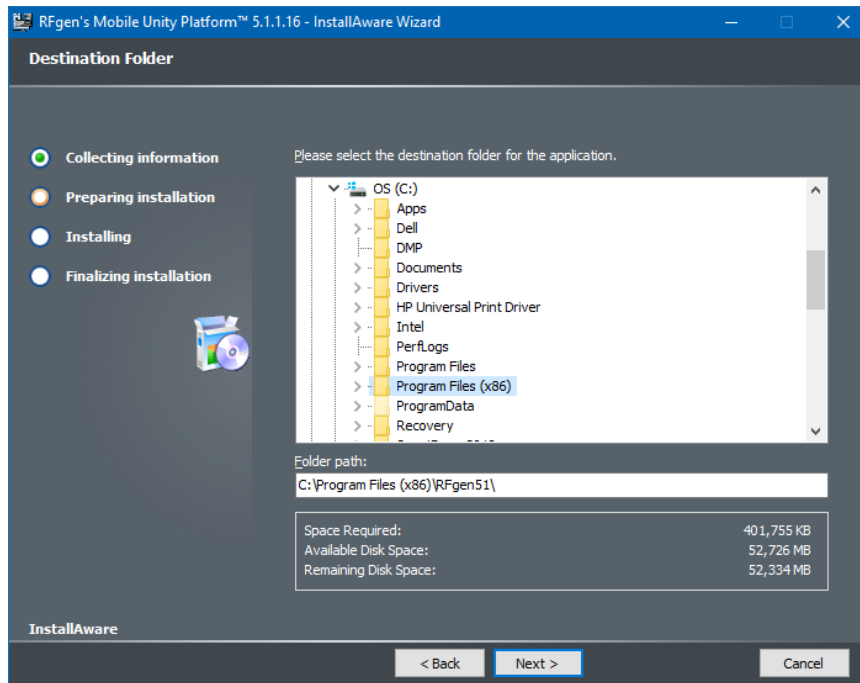 RFgen's Mobile Unity Platform™ 5.1.1.16 - InstallAware Wizard
Destination Folder
Collecting information
Preparing installation
Installing
Finalizing installation
Please select the destination folder for the application.
OS (C:)
Apps
Dell
DMP
Documents
Drivers
HP Universal Print Driver
Intel
PerfLogs
Program Files
Program Files (x86)
ProgramData
Recovery
Folder path:
C:\Program Files (x86)\RFgen51\
Space Required: 401,755 KB
Available Disk Space: 52,726 MB
Remaining Disk Space: 52,334 MB
InstallAware
< Back Next > Cancel